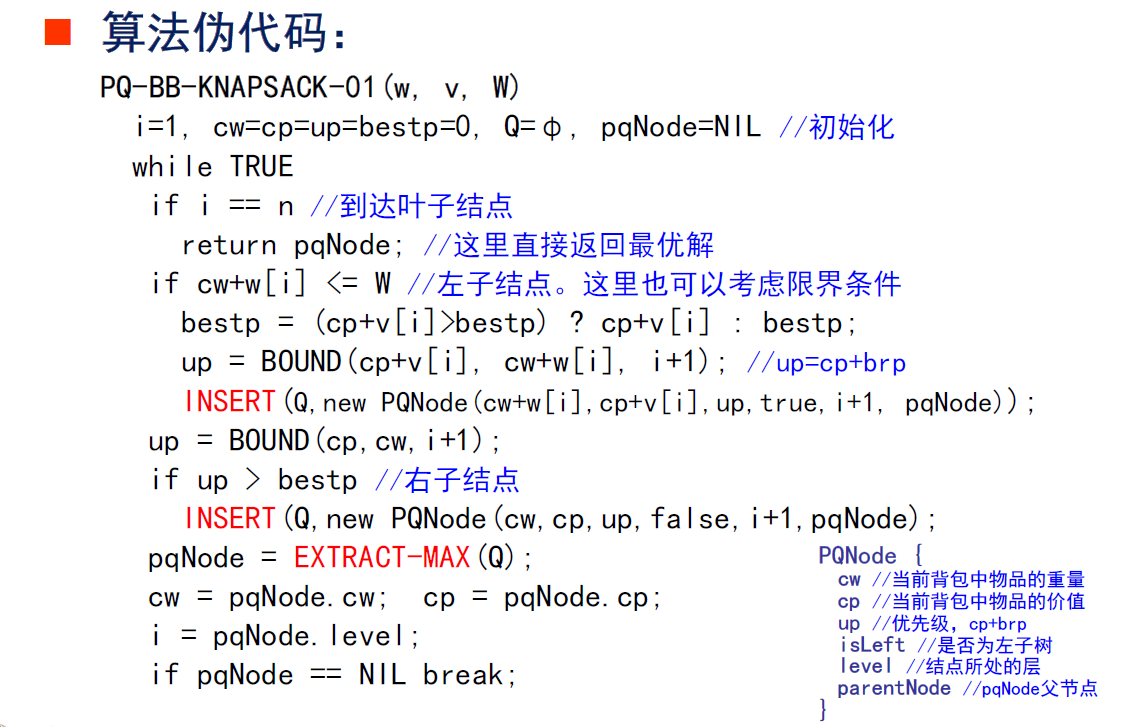 算法伪代码:
PQ-BB-KNAPSACK-01(w, v, W)
i=1, cw=cp=up=bestp=0, Q=φ, pqNode=NIL //初始化
while TRUE
if i == n //到达叶子结点
return pqNode; //这里直接返回最优解
if cw+w[i] <= W //左子结点。这里也可以考虑限界条件
bestp = (cp+v[i]>bestp) ? cp+v[i] : bestp;
up = BOUND(cp+v[i], cw+w[i], i+1); //up=cp+brp
INSERT(Q,new PQNode(cw+w[i],cp+v[i],up,true,i+1, pqNode));
up = BOUND(cp,cw,i+1);
if up > bestp //右子结点
INSERT(Q,new PQNode(cw,cp,up,false,i+1,pqNode);
pqNode = EXTRACT-MAX(Q);
cw = pqNode.cw; cp = pqNode.cp;
i = pqNode.level;
if pqNode == NIL break;
PQNode {
cw //当前背包中物品的重量
cp //当前背包中物品的价值
up //优先级，cp+brp
isLeft //是否为左子树
level //结点所处的层
parentNode //pqNode父节点
}